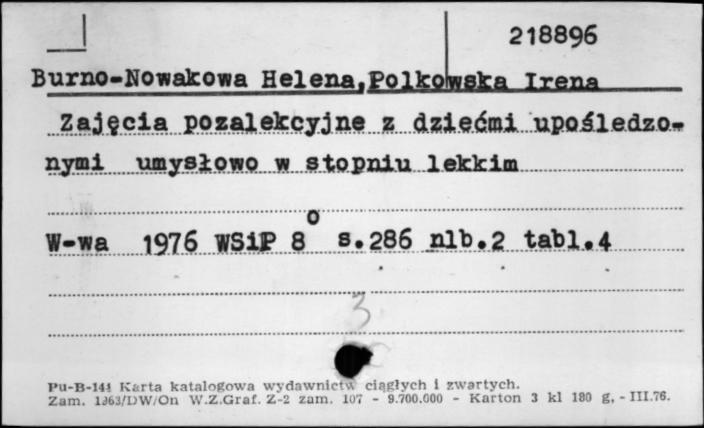 218896
Burno-Nowakowa Helena,Polkowska Irena
Zajęcia pozalekcyjne z dziećmi upośledzo-
nymi umysłowo w stopniu lekkim
W-wa 1976 WSiP 8° s.286 nlb.2 tabl.4
3
Pu-B-144 Karta katalogowa wydawnictw ciągłych i zwartych.
Zam. 1363/DW/On W.Z.Graf. Z-2 zam. 107 - 9.700.000 - Karton 3 kl 180 g. - III.76.